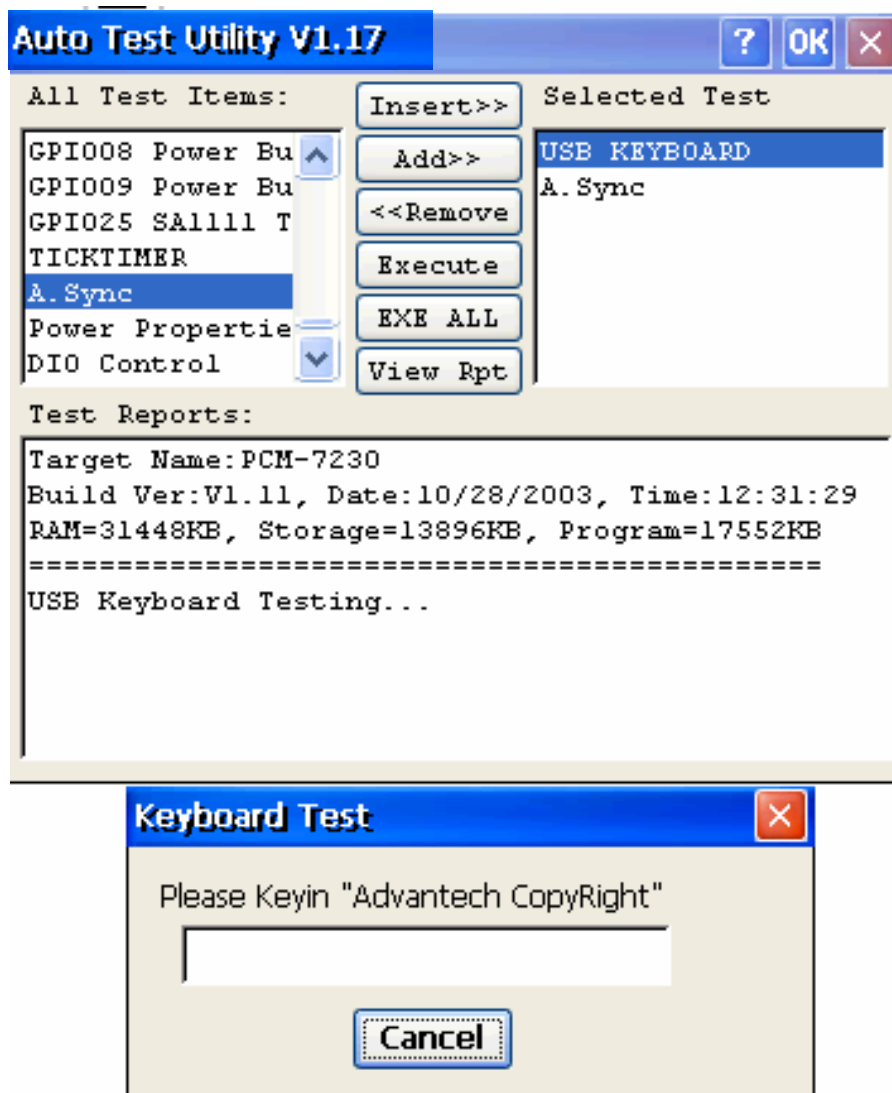 Auto Test Utility V1.17 ? OK ×
All Test Items:
GPIO08 Power Bu
GPIO09 Power Bu
GPIO25 SA1111 T
TICKTIMER
A.Sync
Power Propertie
DIO Control
Insert>>
Add>>
<<Remove
Execute
EXE ALL
View Rpt
Selected Test
USB KEYBOARD
A.Sync
Test Reports:
Target Name:PCM-7230
Build Ver:V1.11, Date:10/28/2003, Time:12:31:29
RAM=31448KB, Storage=13896KB, Program=17552KB
=============================================
USB Keyboard Testing...
Keyboard Test
Please Keyin "Advantech CopyRight"
Cancel